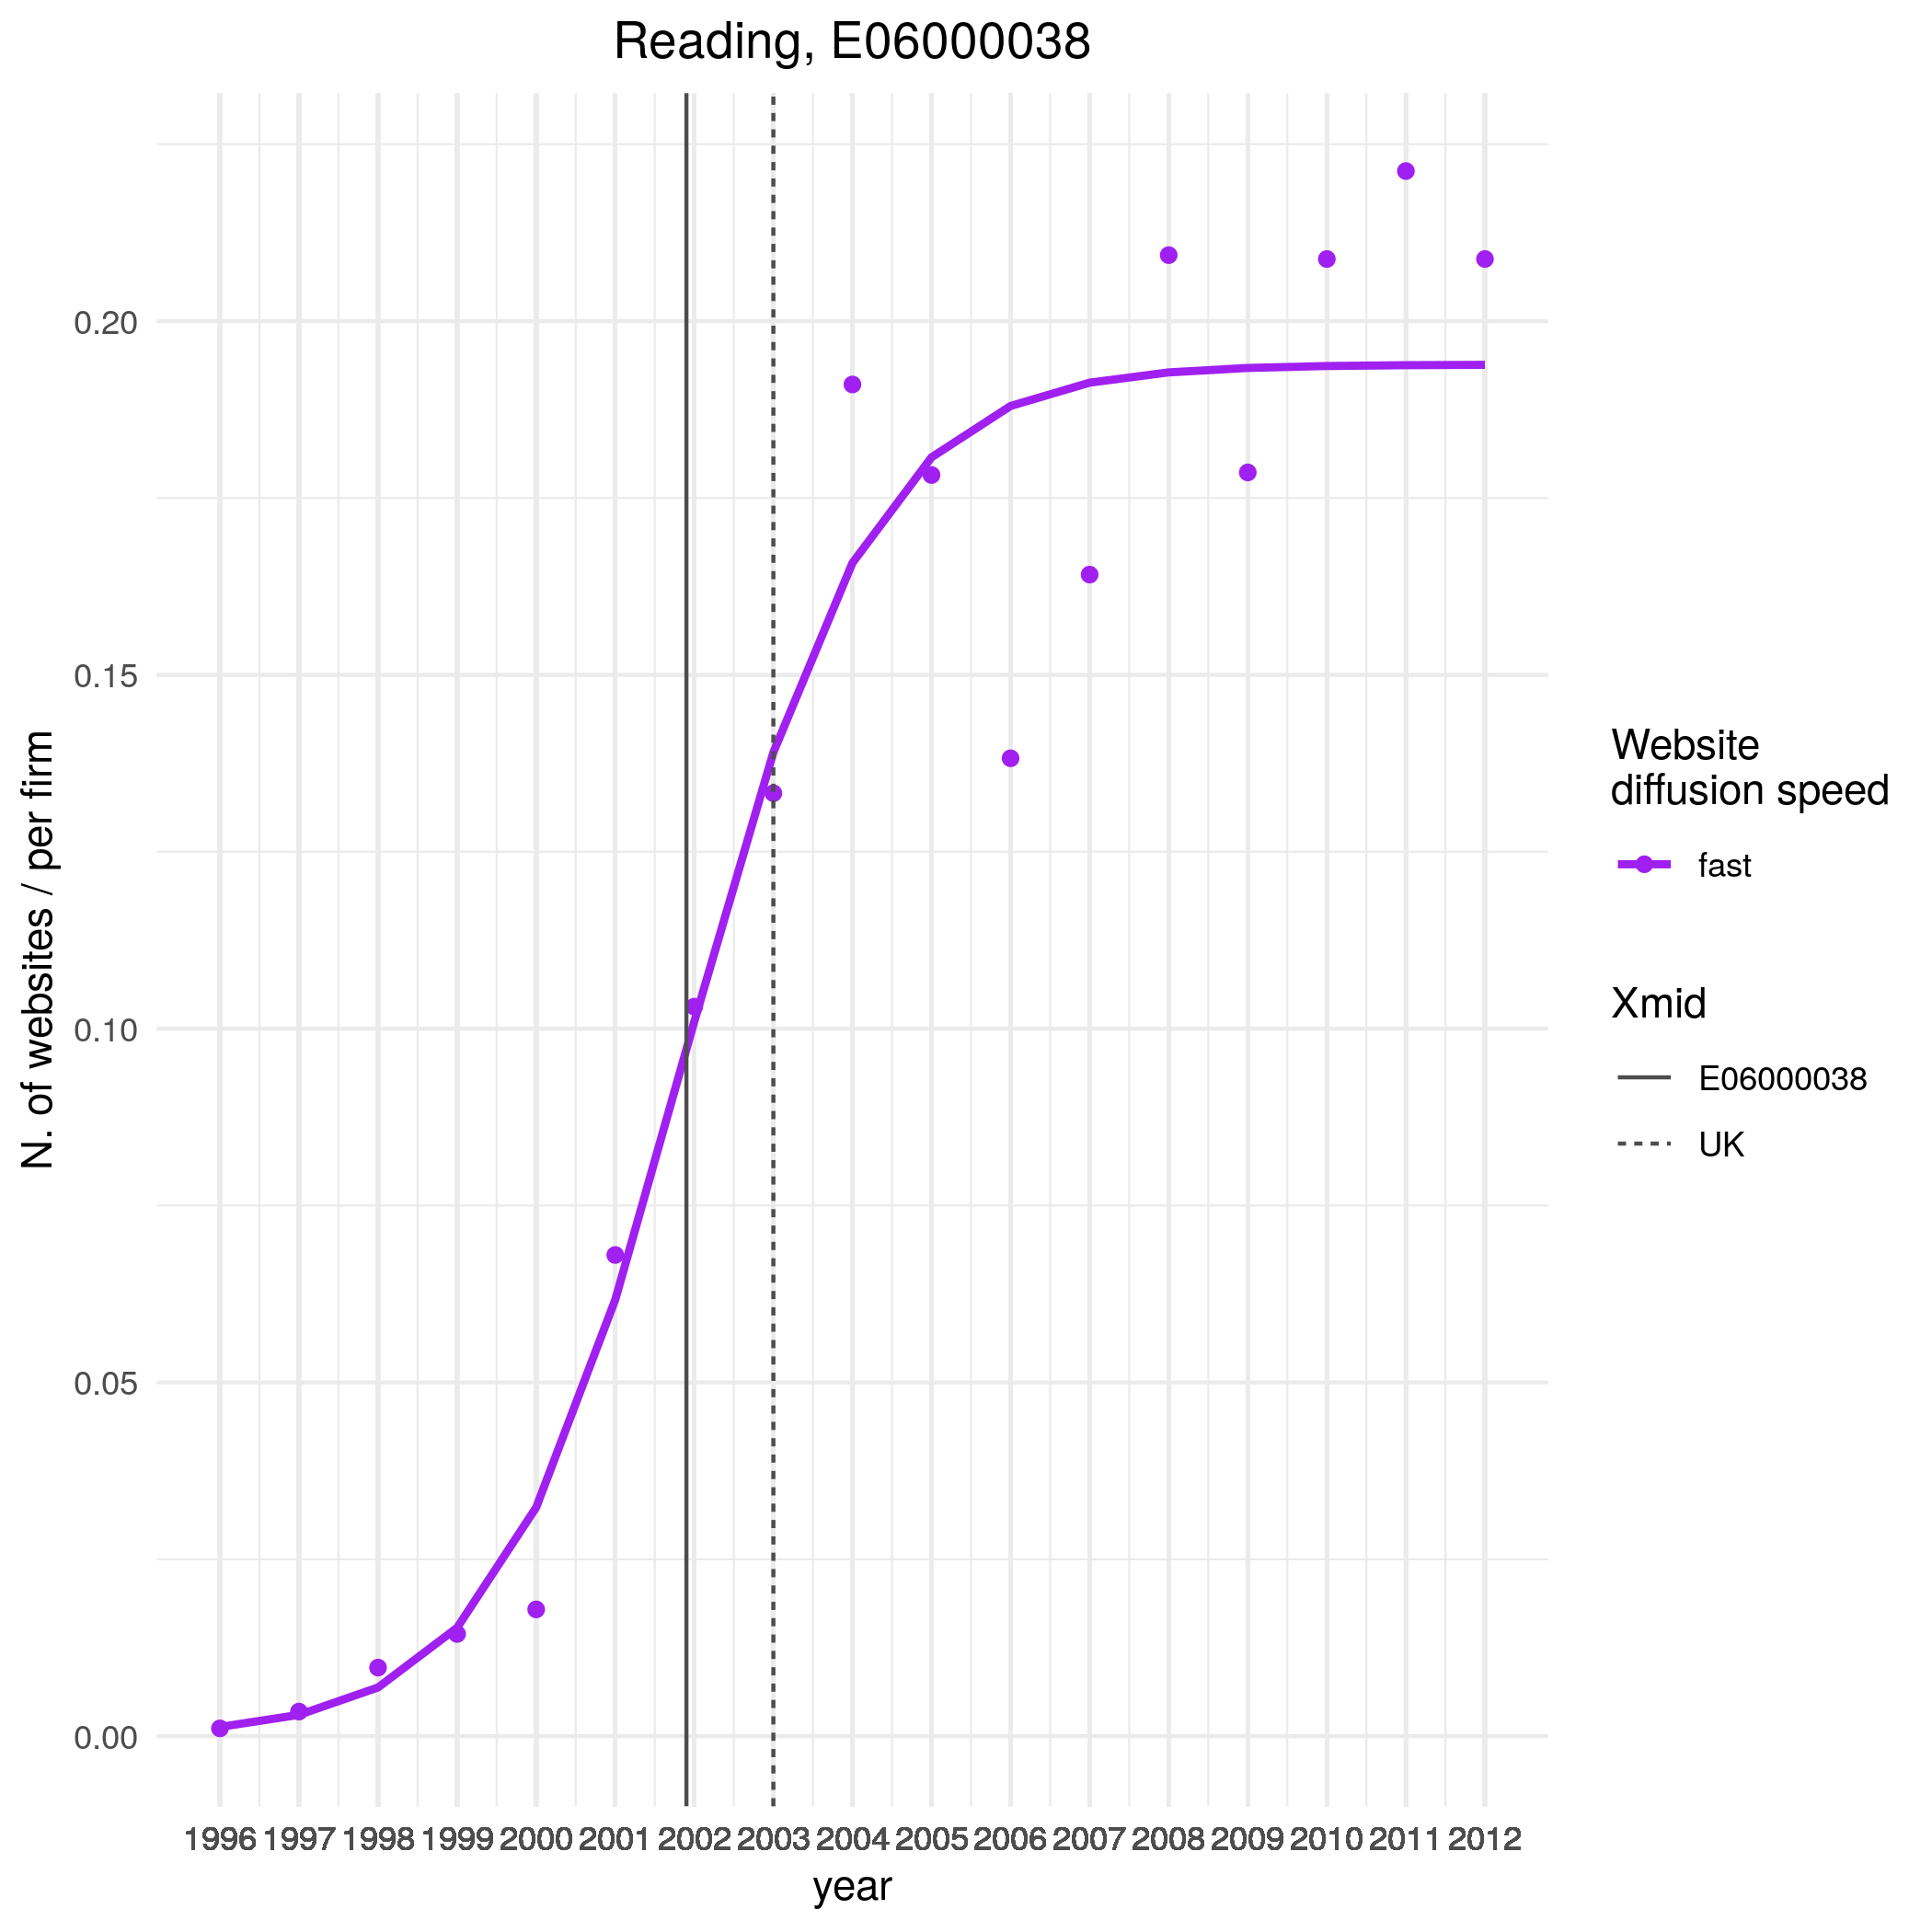 Reading, E06000038
N. of websites / per firm
0.20
0.15
0.10
0.05
0.00
1996 1997 1998 1999 2000 2001 2002 2003 2004 2005 2006 2007 2008 2009 2010 2011 2012
year
Website
diffusion speed
fast
Xmid
E06000038
UK